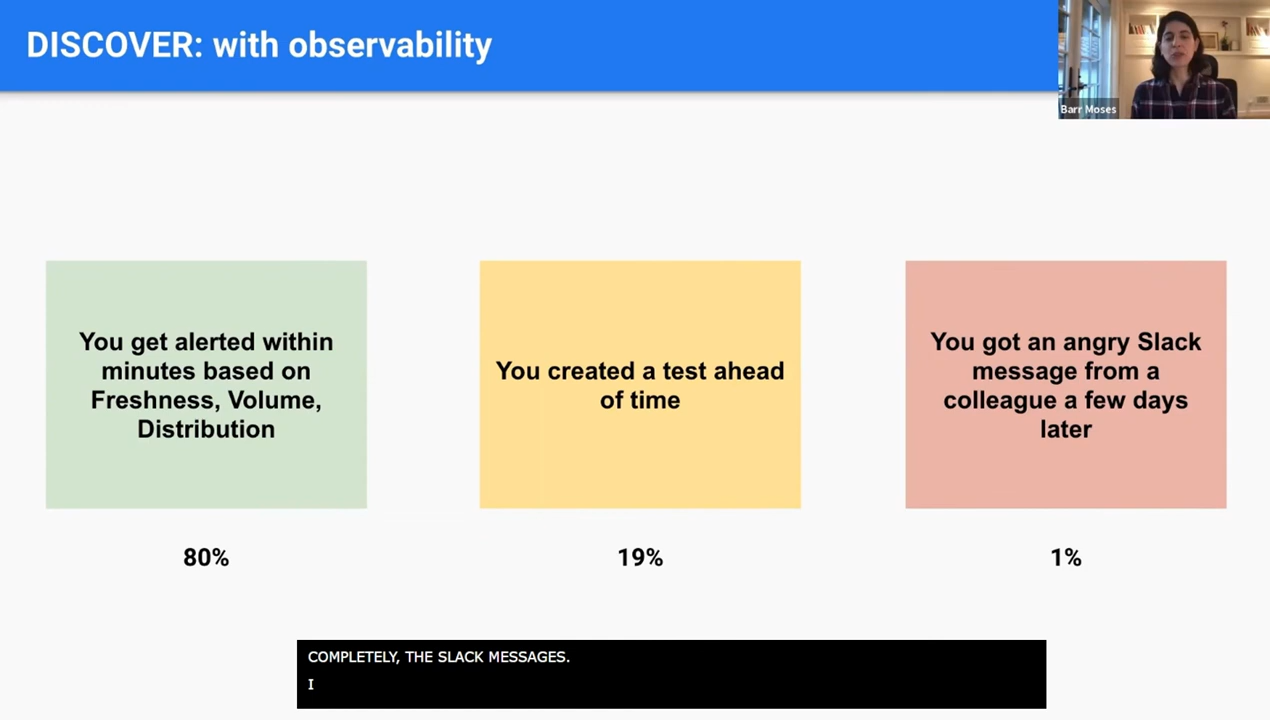 DISCOVER: with observability
Barr Moses
You get alerted within
minutes based on
Freshness, Volume,
Distribution
80%
You created a test ahead
of time
19%
You got an angry Slack
message from a
colleague a few days
later
1%
COMPLETELY, THE SLACK MESSAGES.
I